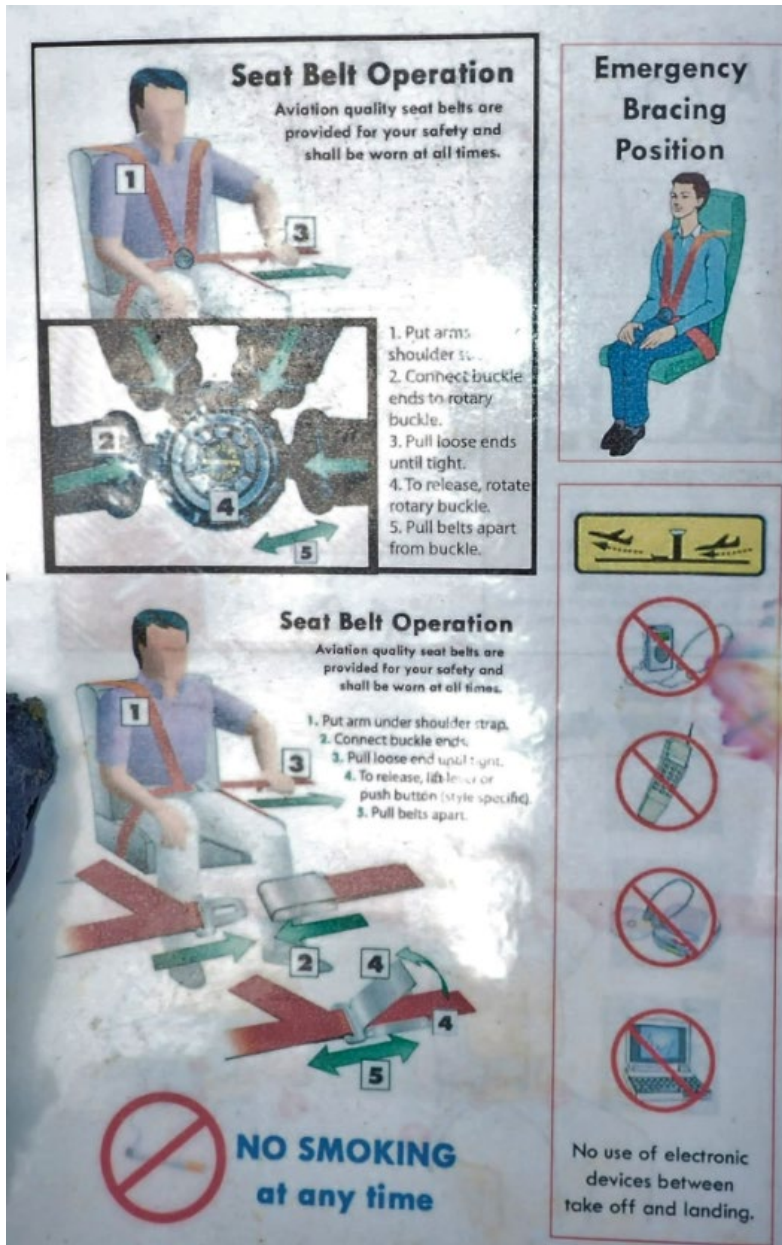 Seat Belt Operation
Aviation quality seat belts are
provided for your safety and
shall be worn at all times.
1
3
1. Put arms
shoulder
2. Connect buckle
ends to rotary
buckle.
3. Pull loose ends
until tight.
4. To release, rotate
rotary buckle.
5. Pull belts apart
from buckle.
2
4
5
Emergency
Bracing
Position
Seat Belt Operation
Aviation quality seat belts are
provided for your safety and
shall be worn at all times.
1
3
1. Put arm under shoulder strap.
2. Connect buckle ends.
3. Pull loose end until tight.
4. To release, lift lever or
push button (style specific).
5. Pull belts apart.
2
4
4
5
NO SMOKING
at any time
No use of electronic
devices between
take off and landing.